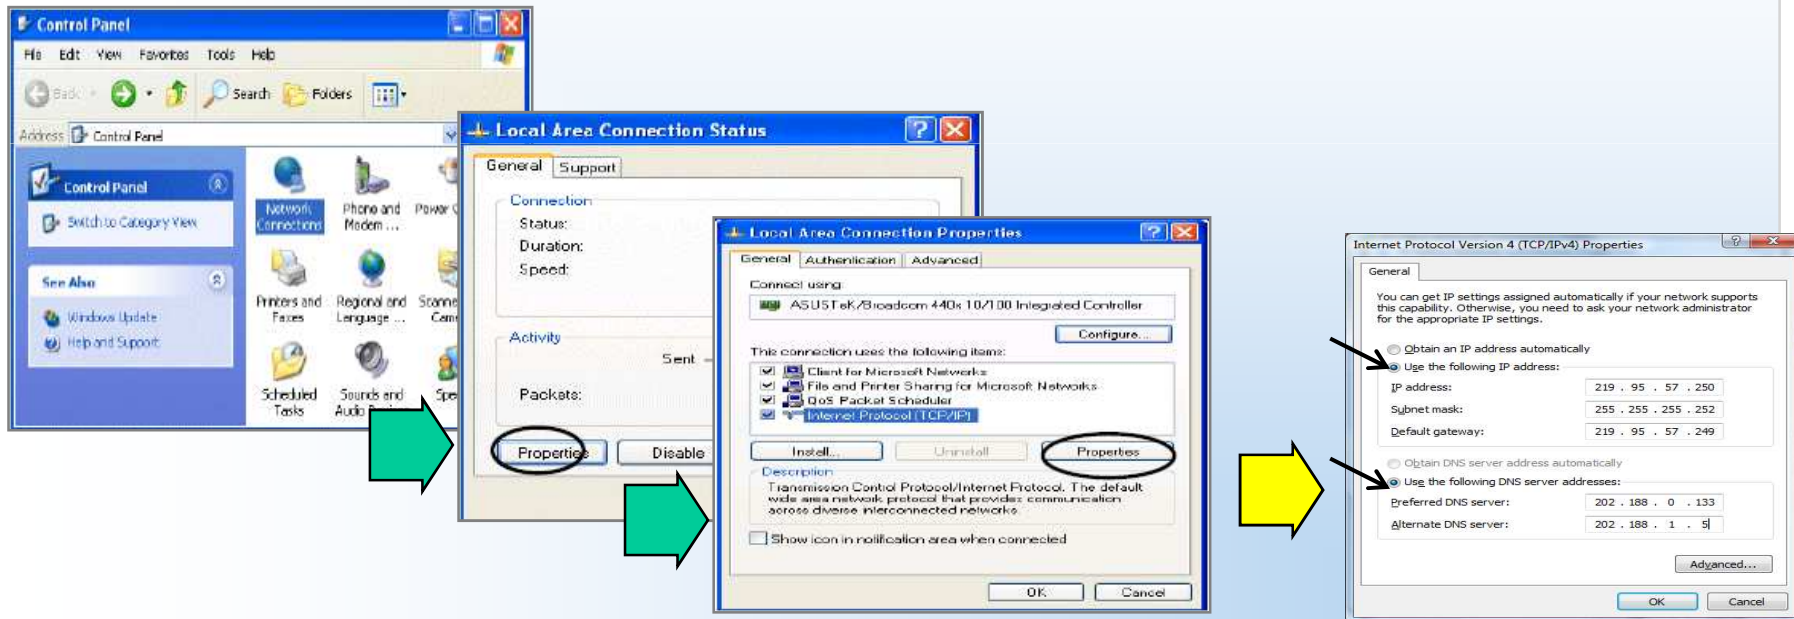 Control Panel
File Edit View Favorites Tools Help
Back Search Folders
Address Control Panel
Control Panel
Switch to Category View
See Also
Windows Update
Help and Support
Network Connections
Phone and Modem ...
Power
Printers and Faxes
Regional and Language ...
Scanne
Cam
Scheduled Tasks
Sounds and
Audio
Spe
Local Area Connection Status
General Support
Connection
Status:
Duration:
Speed:
Activity
Sent
Packets:
Properties Disable
Local Area Connection Properties
General Authentication Advanced
Connect using:
ASUSTeK/Broadcom 440x 10/100 Integrated Controller
Configure...
This connection uses the following items:
Client for Microsoft Networks
File and Printer Sharing for Microsoft Networks
QoS Packet Scheduler
Internet Protocol (TCP/IP)
Install... Uninstall Properties
Description
Transmission Control Protocol/Internet Protocol. The default
wide area network protocol that provides communication
across diverse interconnected networks.
Show icon in notification area when connected
OK Cancel
Internet Protocol Version 4 (TCP/IPv4) Properties
General
You can get IP settings assigned automatically if your network supports
this capability. Otherwise, you need to ask your network administrator
for the appropriate IP settings.
Obtain an IP address automatically
Use the following IP address:
IP address: 219 . 95 . 57 . 250
Subnet mask: 255 . 255 . 255 . 252
Default gateway: 219 . 95 . 57 . 249
Obtain DNS server address automatically
Use the following DNS server addresses:
Preferred DNS server: 202 . 188 . 0 . 133
Alternate DNS server: 202 . 188 . 1 . 5
Advanced...
OK Cancel